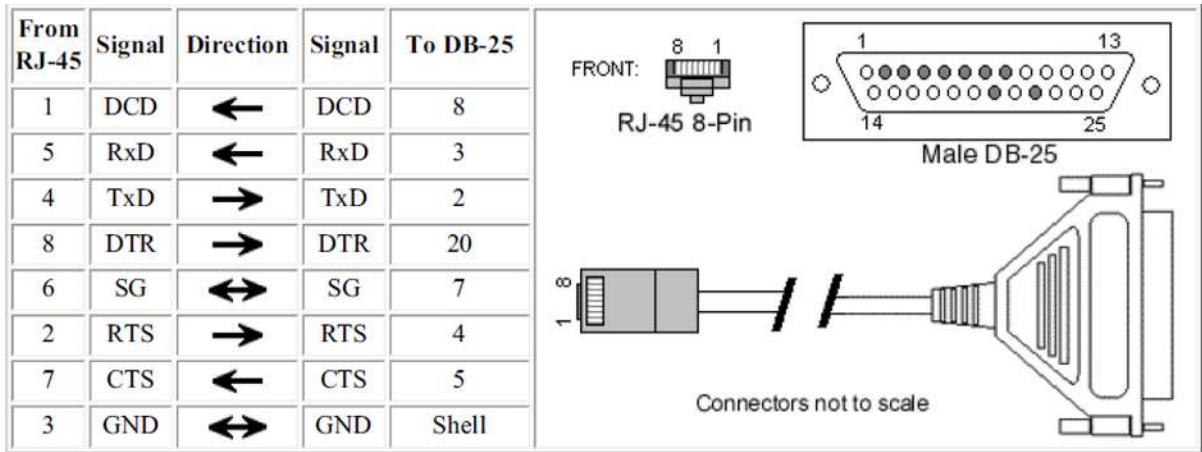 From RJ-45 Signal Direction Signal To DB-25
1 DCD DCD 8
5 RxD RxD 3
4 TxD TxD 2
8 DTR DTR 20
6 SG SG 7
2 RTS RTS 4
7 CTS CTS 5
3 GND GND Shell
8 1
FRONT:
RJ-45 8-Pin
1 13
14 25
Male DB-25
8
1
Connectors not to scale